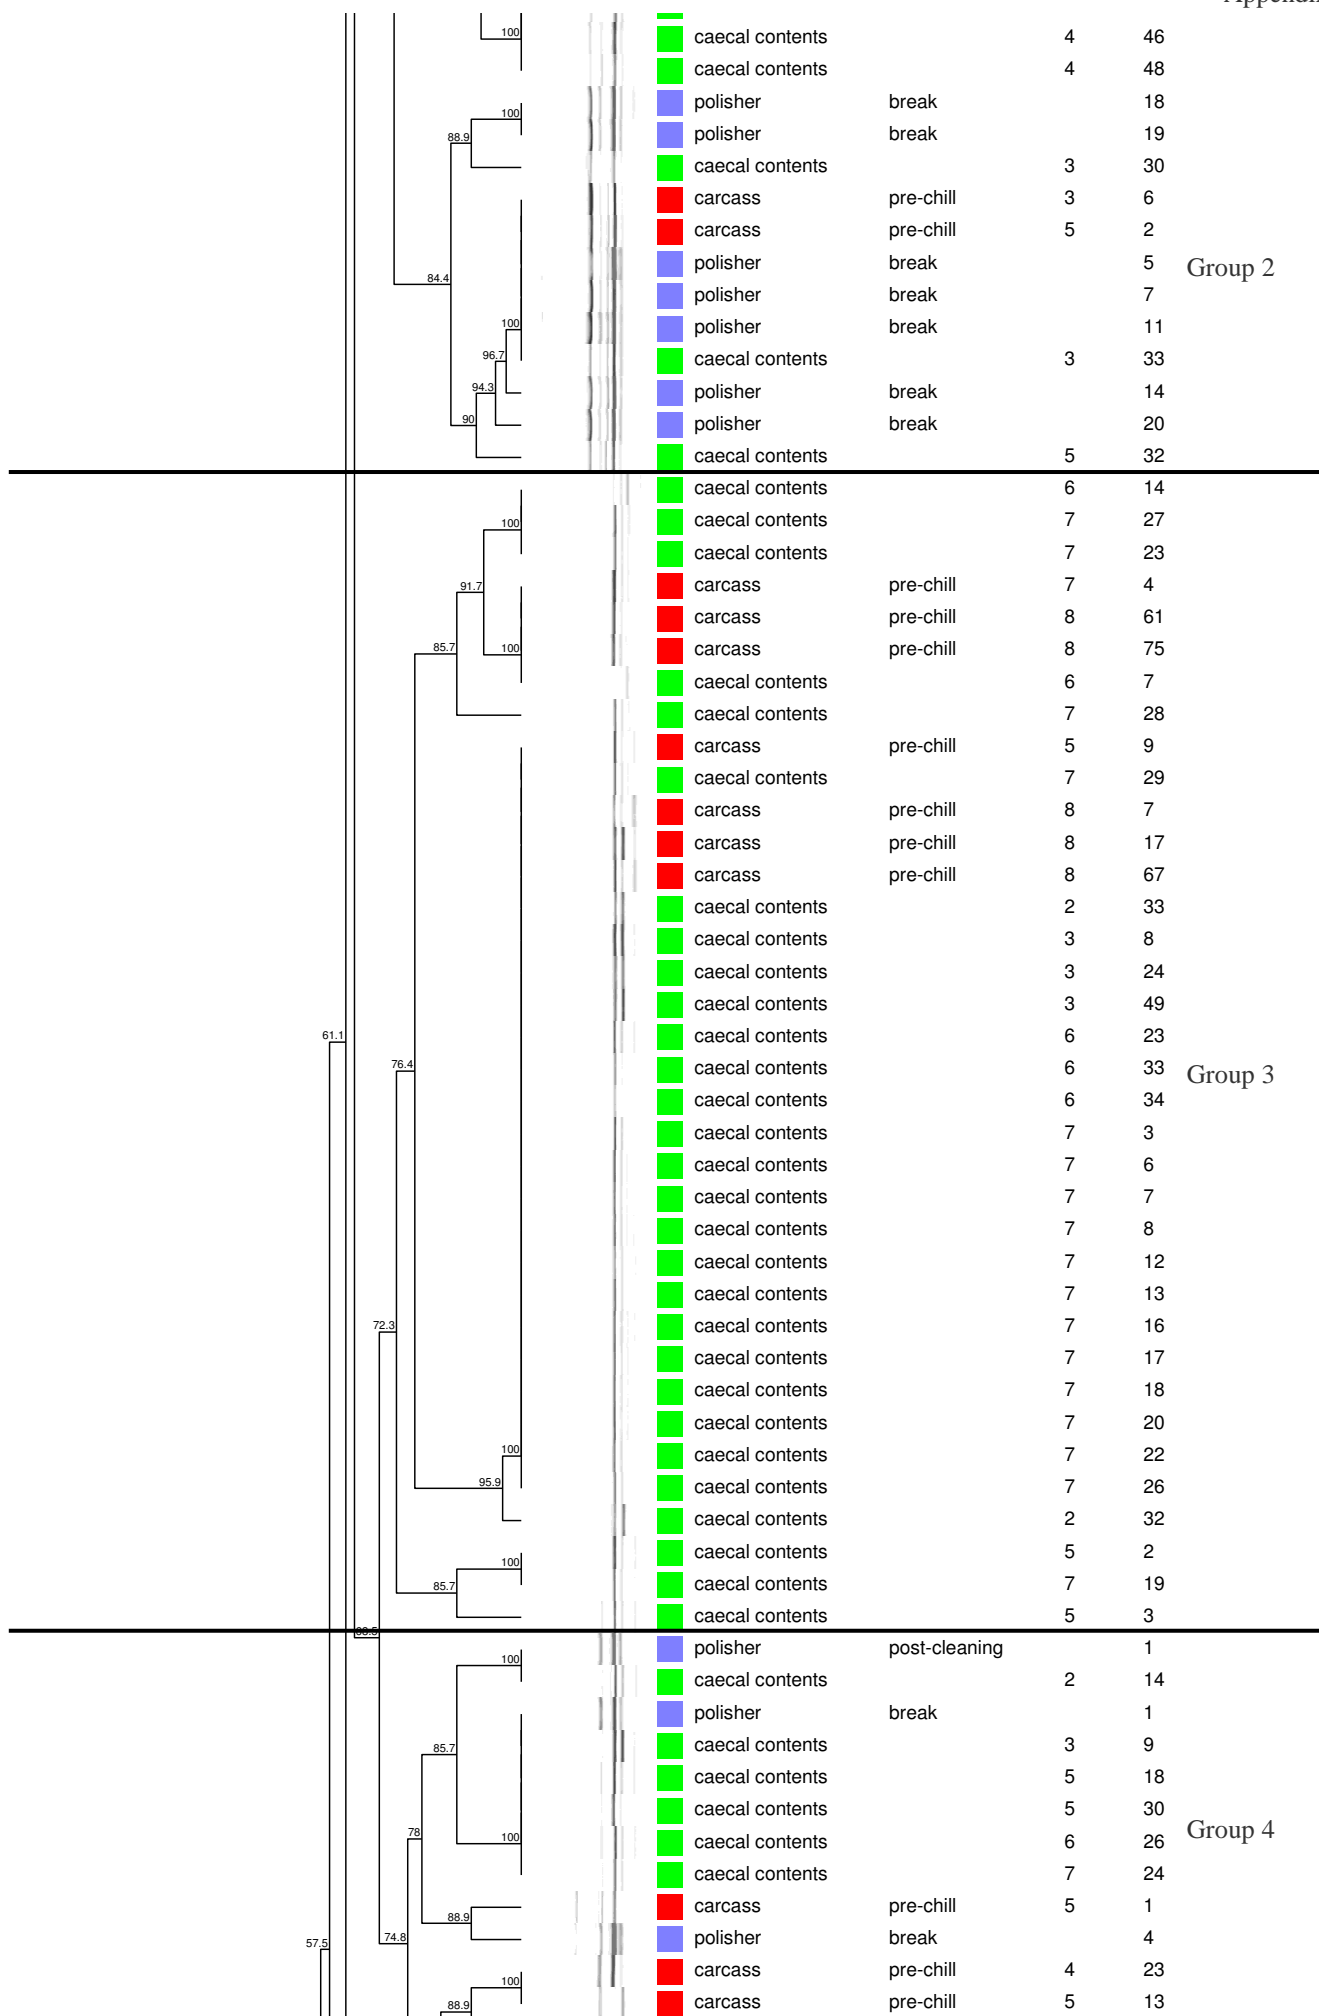 Appendi
100 caecal contents 4 46
caecal contents 4 48
polisher break 18
100
polisher break 19
88.9
caecal contents 3 30
carcass pre-chill 3 6
carcass pre-chill 5 2
polisher break 5 Group 2
84.4
polisher break 7
100 polisher break 11
96.7 caecal contents 3 33
94.3 polisher break 14
90 polisher break 20
caecal contents 5 32
caecal contents 6 14
100 caecal contents 7 27
caecal contents 7 23
91.7 carcass pre-chill 7 4
carcass pre-chill 8 61
85.7 100 carcass pre-chill 8 75
caecal contents 6 7
caecal contents 7 28
carcass pre-chill 5 9
caecal contents 7 29
carcass pre-chill 8 7
carcass pre-chill 8 17
carcass pre-chill 8 67
caecal contents 2 33
caecal contents 3 8
caecal contents 3 24
caecal contents 3 49
61.1 caecal contents 6 23
76.4 caecal contents 6 33 Group 3
caecal contents 6 34
caecal contents 7 3
caecal contents 7 6
caecal contents 7 7
caecal contents 7 8
caecal contents 7 12
caecal contents 7 13
72.3 caecal contents 7 16
caecal contents 7 17
caecal contents 7 18
caecal contents 7 20
100 caecal contents 7 22
95.9 caecal contents 7 26
caecal contents 2 32
caecal contents 5 2
100
85.7 caecal contents 7 19
caecal contents 5 3
polisher post-cleaning 1
100
caecal contents 2 14
polisher break 1
85.7 caecal contents 3 9
caecal contents 5 18
caecal contents 5 30
78 100 caecal contents 6 26 Group 4
caecal contents 7 24
carcass pre-chill 5 1
88.9
57.5 74.8 polisher break 4
carcass pre-chill 4 23
100
88.9 carcass pre-chill 5 13